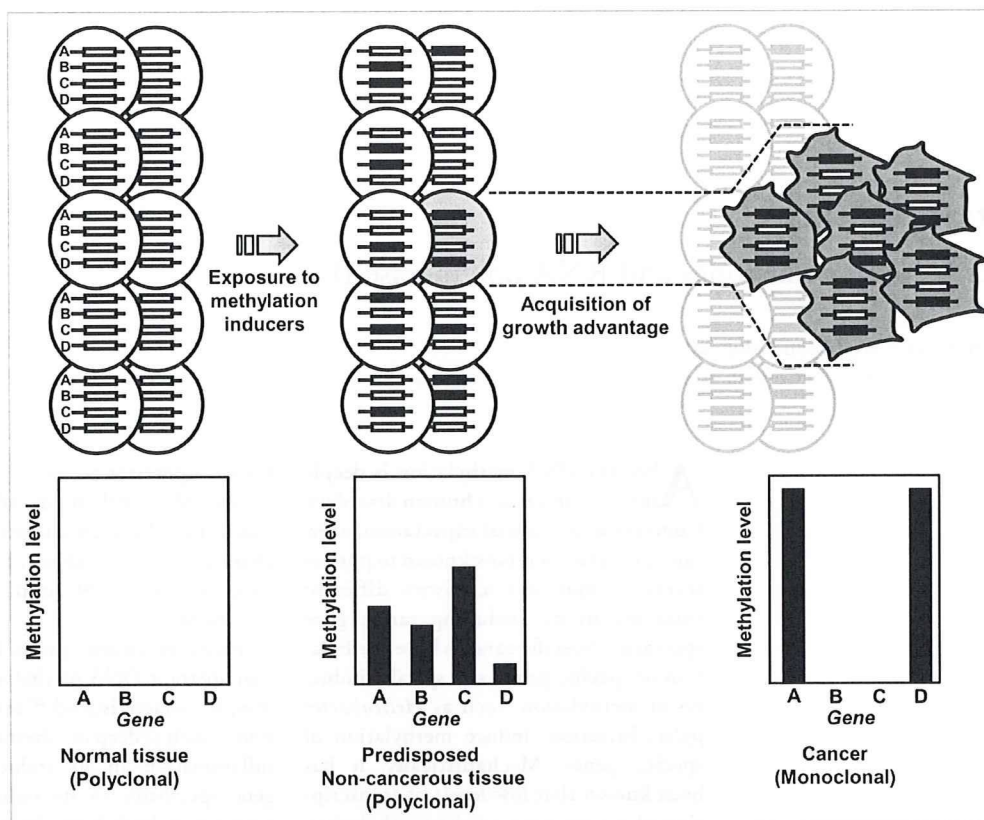 A
B
C
D
A
B
C
D
A
B
C
D
A
B
C
D
A
B
C
D
Exposure to
methylation
inducers
Acquisition of
growth advantage
Methylation level
A B C D
Gene
Normal tissue
(Polyclonal)
Methylation level
A B C D
Gene
Predisposed
Non-cancerous tissue
(Polyclonal)
Methylation level
A B C D
Gene
Cancer
(Monoclonal)